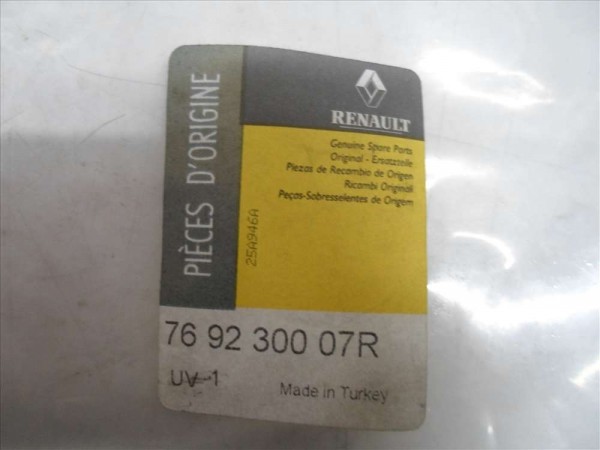 PIÈCES D'ORIGINE
RENAULT
Genuine Spare Parts
Original - Ersatzteile
Piezas de Recambio de Origen
Ricambi Originali
Peças-Sobresselentes de Origem
25A946A
76 92 300 07R
UV 1
Made in Turkey